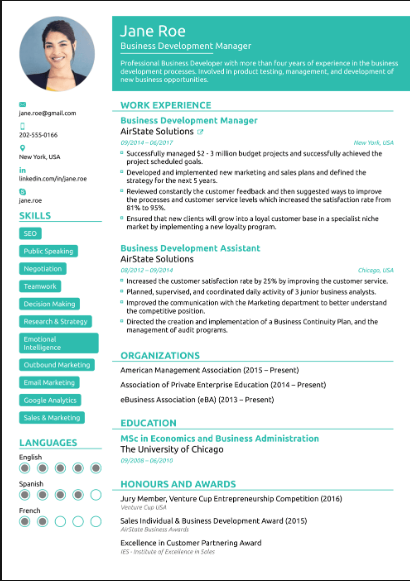 Jane Roe
Business Development Manager
Professional Business Developer with more than four years of experience in the business
development processes. Involved in product testing, management, and development of
new business opportunities.
jane.roe@gmail.com
202-555-0166
New York, USA
linkedin.com/in/jane.roe
jane.roe
SKILLS
SEO
Public Speaking
Negotiation
Teamwork
Decision Making
Research & Strategy
Emotional
Intelligence
Outbound Marketing
Email Marketing
Google Analytics
Sales & Marketing
LANGUAGES
English
Spanish
French
WORK EXPERIENCE
Business Development Manager
AirState Solutions
09/2014 – 06/2017
New York, USA
Successfully managed $2 - 3 million budget projects and successfully achieved the
project scheduled goals.
Developed and implemented new marketing and sales plans and defined the
strategy for the next 5 years.
Reviewed constantly the customer feedback and then suggested ways to improve
the processes and customer service levels which increased the satisfaction rate from
81% to 95%.
Ensured that new clients will grow into a loyal customer base in a specialist niche
market by implementing a new loyalty program.
Business Development Assistant
AirState Solutions
08/2012 – 09/2014
Chicago, USA
Increased the customer satisfaction rate by 25% by improving the customer service.
Planned, supervised, and coordinated daily activity of 3 junior business analysts.
Improved the communication with the Marketing department to better understand
the competitive position.
Directed the creation and implementation of a Business Continuity Plan, and the
management of audit programs.
ORGANIZATIONS
American Management Association (2015 – Present)
Association of Private Enterprise Education (2014 – Present)
eBusiness Association (eBA) (2013 – Present)
EDUCATION
MSc in Economics and Business Administration
The University of Chicago
09/2008 – 06/2010
HONOURS AND AWARDS
Jury Member, Venture Cup Entrepreneurship Competition (2016)
Venture Cup USA
Sales Individual & Business Development Award (2015)
AirState Business Awards
Excellence in Customer Partnering Award
IES - Institute of Excellence in Sales